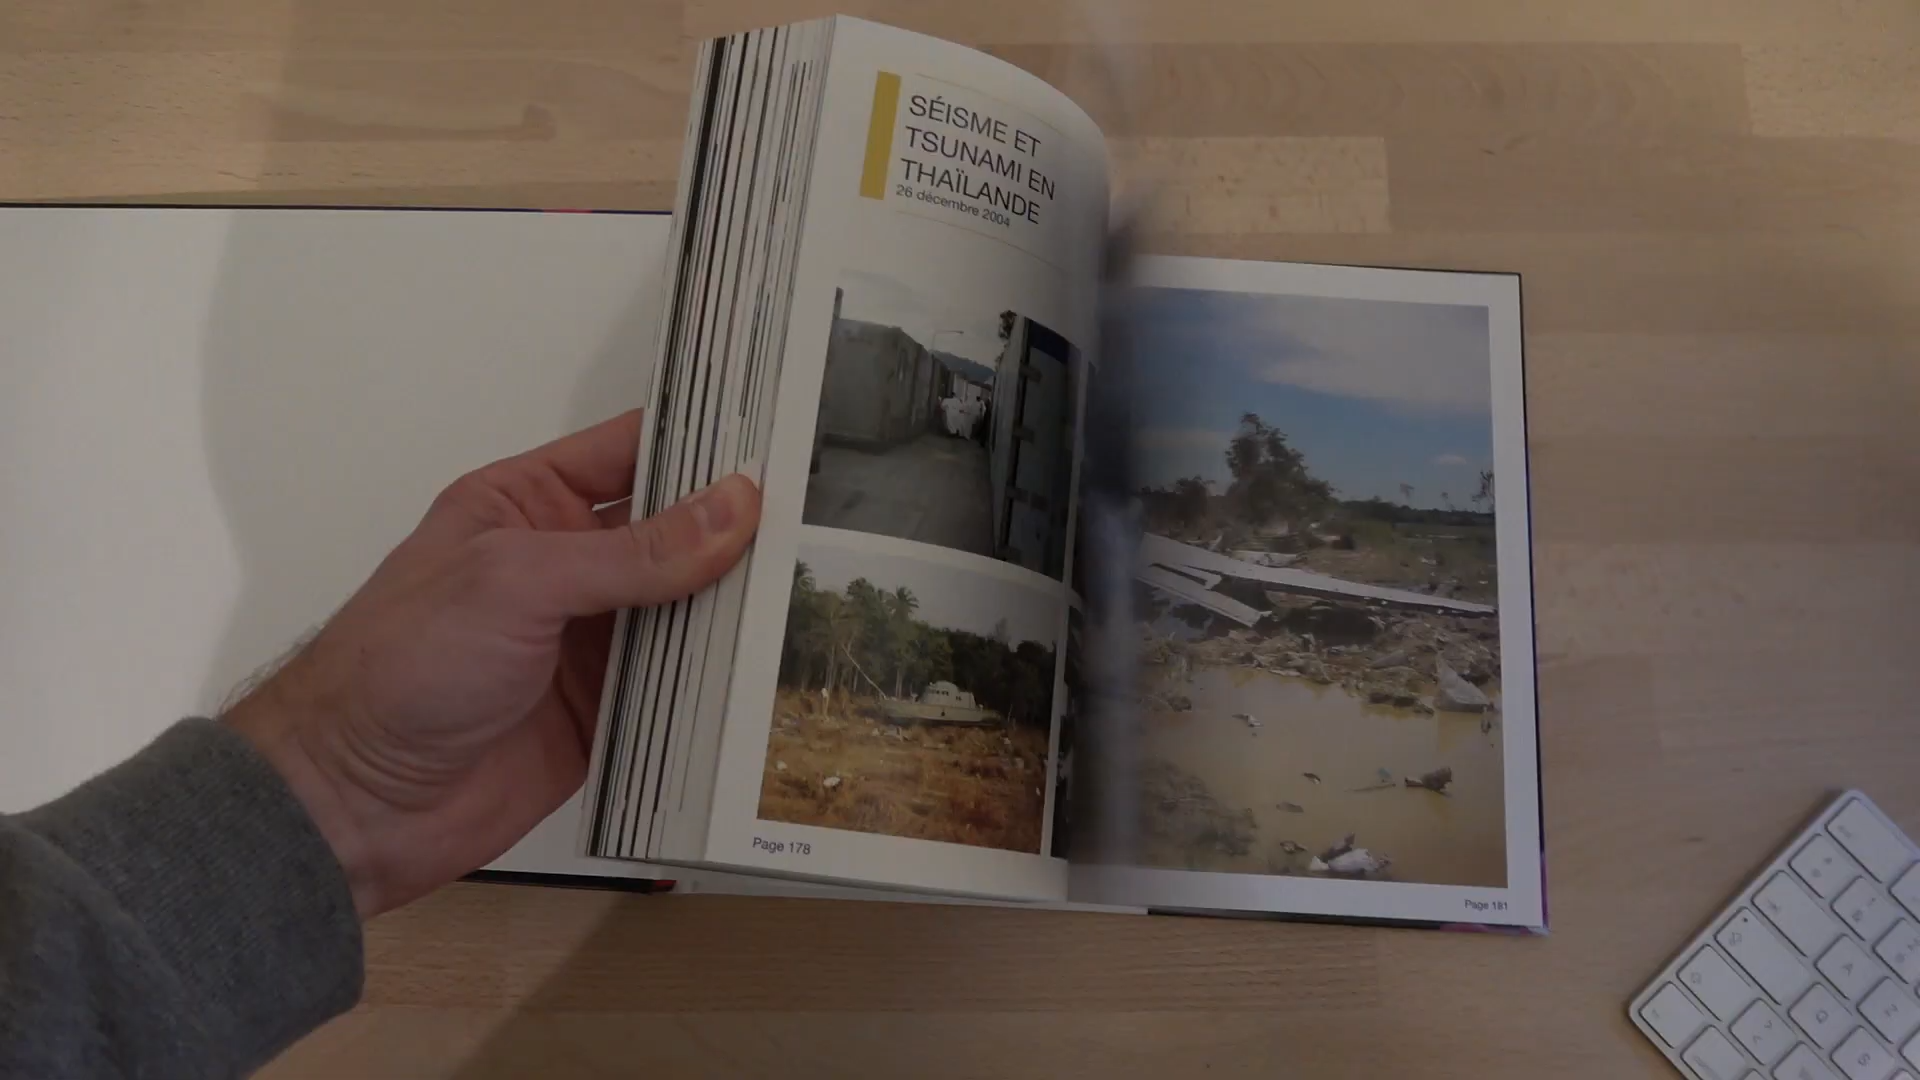 SÉISME ET
TSUNAMI EN
THAÏLANDE
26 décembre 2004
Page 178
Page 181